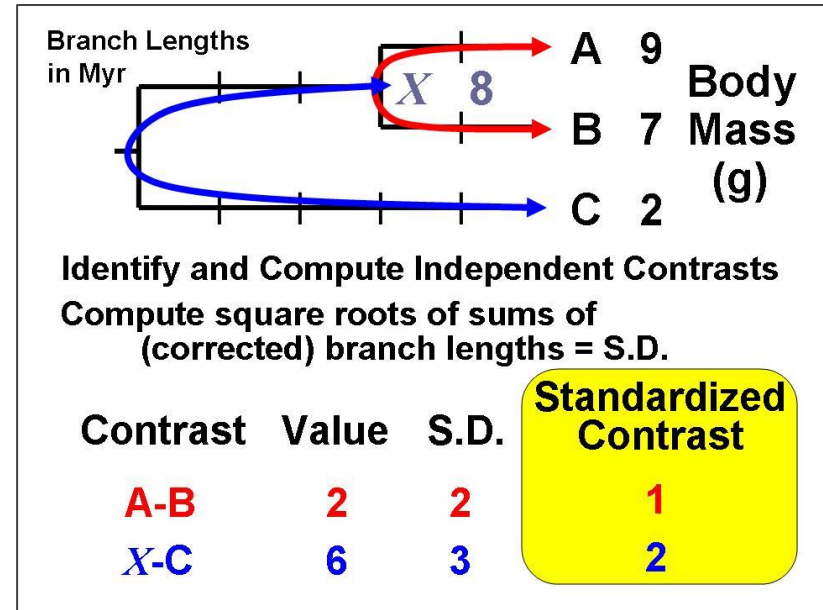 Branch Lengths
in Myr
A 9
X 8
B 7
C 2
Body
Mass
(g)
Identify and Compute Independent Contrasts
Compute square roots of sums of
(corrected) branch lengths = S.D.
Contrast Value S.D. Standardized Contrast
A-B 2 2 1
X-C 6 3 2